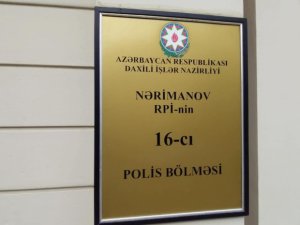 AZƏRBAYCAN RESPUBLİKASI
DAXİLİ İŞLƏR NAZİRLİYİ
NƏRİMANOV
RPİ-nin
16-cı
POLİS BÖLMƏSİ